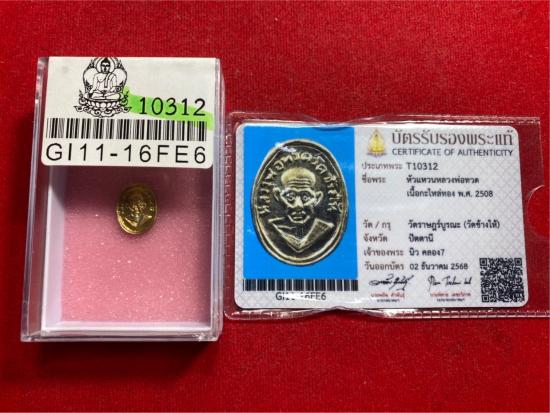 10312
GI11-16FE6
บัตรรับรองพระแท้
CERTIFICATE OF AUTHENTICITY
ประเภทพระ T10312
ชื่อพระ หัวแหวนหลวงพ่อทวด
เนื้อกะไหล่ทอง พ.ศ. 2508
วัด / กรุ วัดราษฎร์บูรณะ (วัดช้างให้)
จังหวัด ปัตตานี
เจ้าของพระ นิว คลอง7
วันออกบัตร 02 ธันวาคม 2568
GI11-16FE6